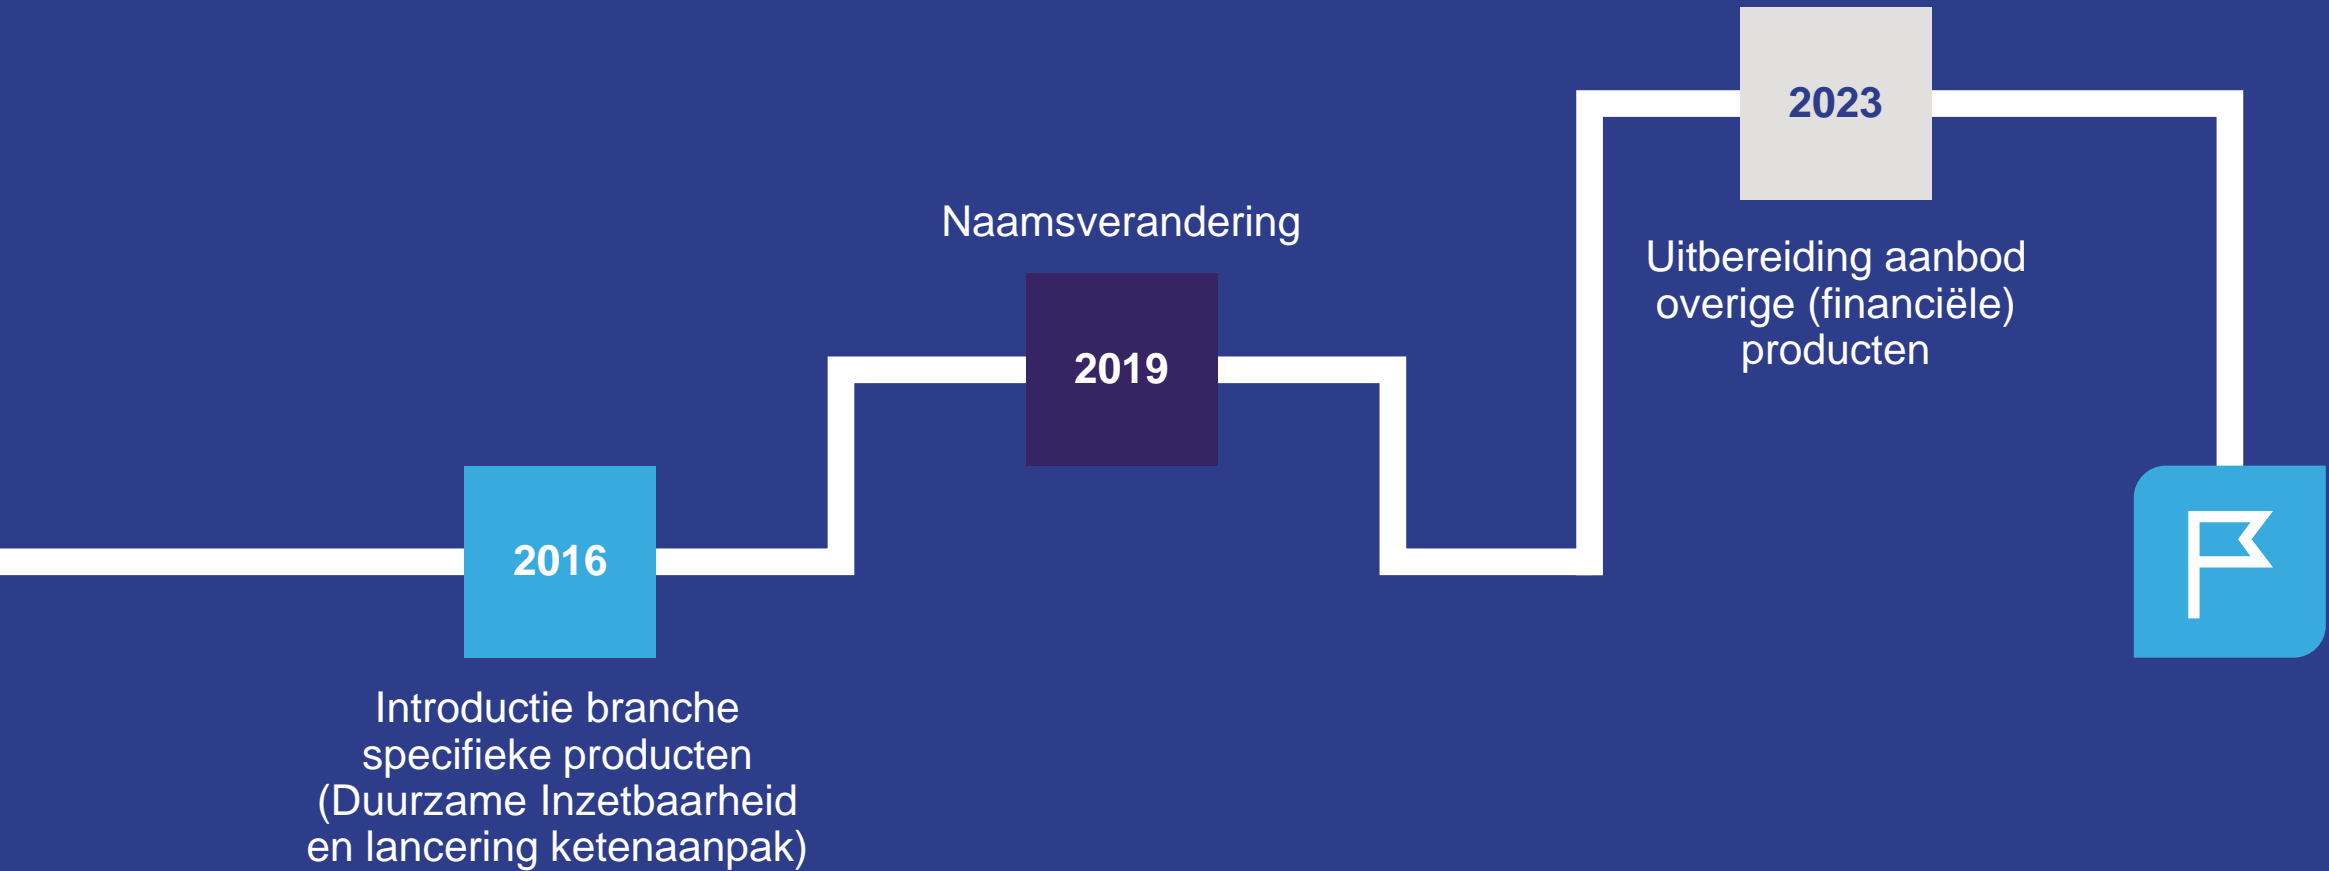 2016
Introductie branche
specifieke producten
(Duurzame Inzetbaarheid
en lancering ketenaanpak)
Naamsverandering
2019
2023
Uitbereiding aanbod
overige (financiële)
producten